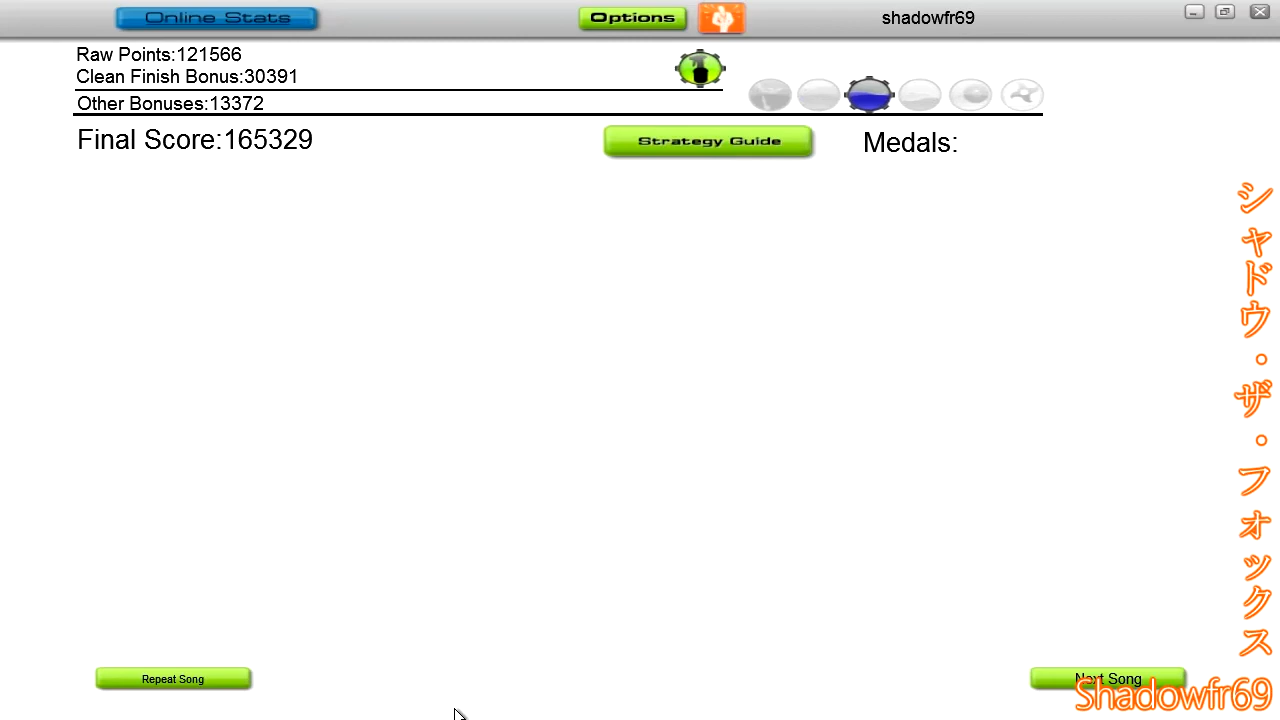 Online Stats
Options
shadowfr69
Raw Points:121566
Clean Finish Bonus:30391
Other Bonuses:13372
Final Score:165329
Strategy Guide
Medals:
シャドウ・ザ・フォックス
Repeat Song
Next Song
Shadowfr69